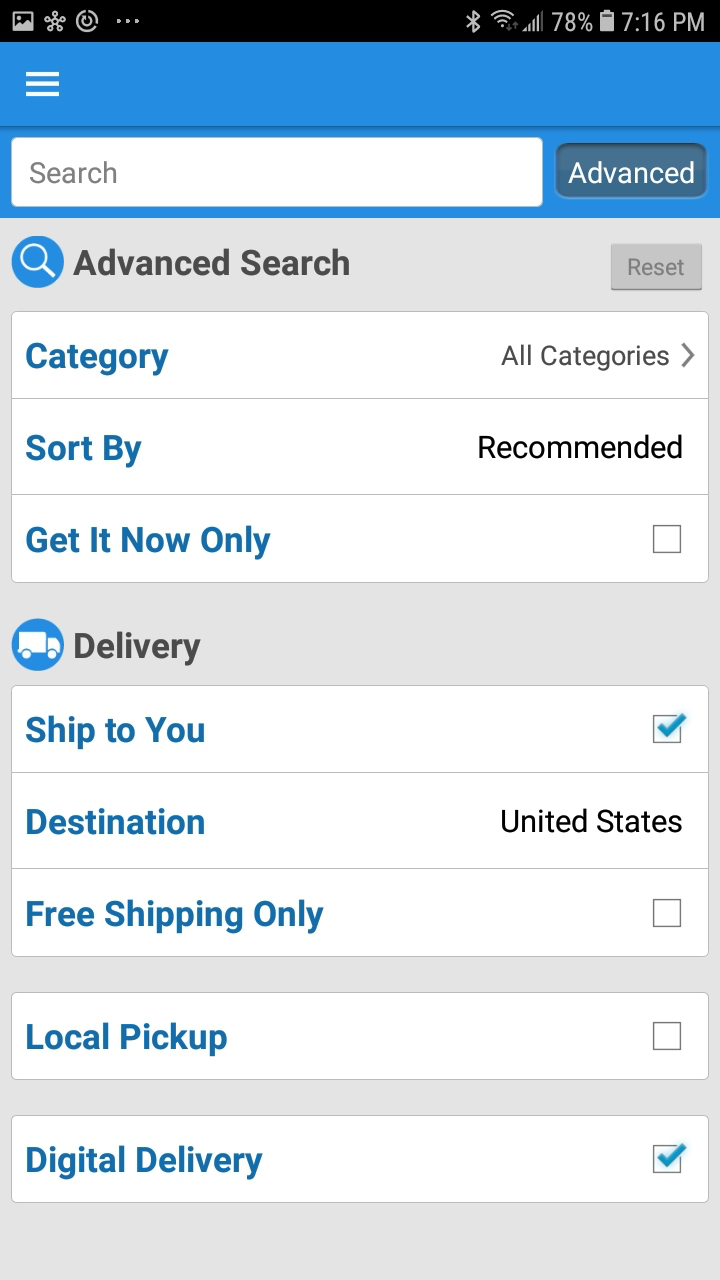 78% 7:16 PM
Search Advanced
Advanced Search Reset
Category All Categories
Sort By Recommended
Get It Now Only
Delivery
Ship to You
Destination United States
Free Shipping Only
Local Pickup
Digital Delivery